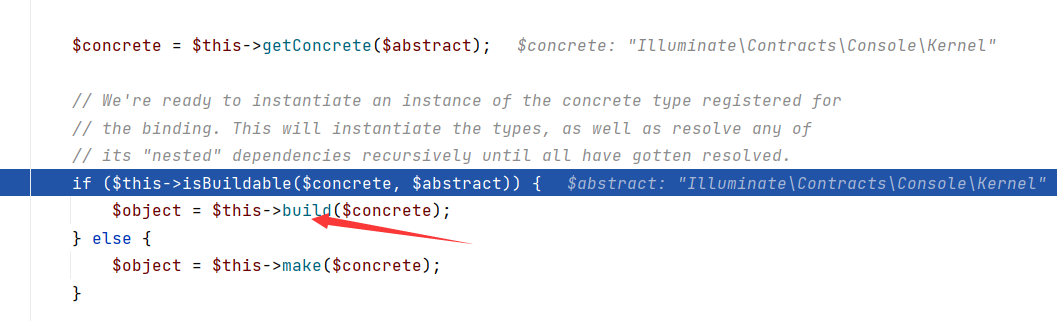 $concrete = $this->getConcrete($abstract);   $concrete: "Illuminate\Contracts\Console\Kernel"
// We're ready to instantiate an instance of the concrete type registered for
// the binding. This will instantiate the types, as well as resolve any of
// its "nested" dependencies recursively until all have gotten resolved.
if ($this->isBuildable($concrete, $abstract)) {   $abstract: "Illuminate\Contracts\Console\Kernel"
    $object = $this->build($concrete);
} else {
    $object = $this->make($concrete);
}